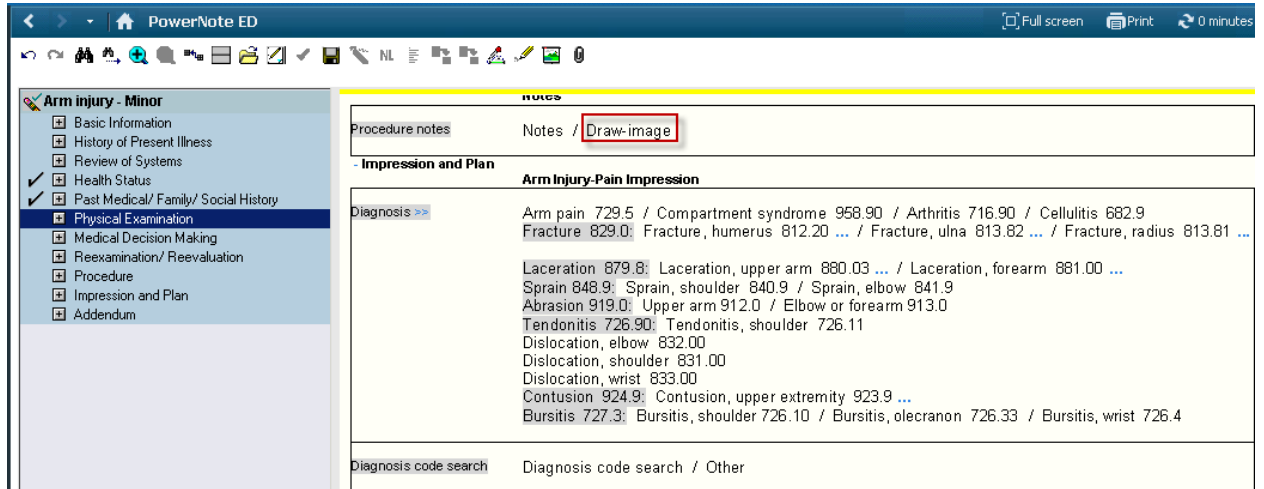 PowerNote ED Full screen Print 0 minutes
NL
Arm injury - Minor
Basic Information
History of Present Illness
Review of Systems
Health Status
Past Medical/ Family/ Social History
Physical Examination
Medical Decision Making
Reexamination/ Reevaluation
Procedure
Impression and Plan
Addendum
Notes
Procedure notes Notes / Draw-image
- Impression and Plan
Arm Injury-Pain Impression
Diagnosis >> Arm pain 729.5 / Compartment syndrome 958.90 / Arthritis 716.90 / Cellulitis 682.9
Fracture 829.0: Fracture, humerus 812.20 ... / Fracture, ulna 813.82 ... / Fracture, radius 813.81 ...
Laceration 879.8: Laceration, upper arm 880.03 ... / Laceration, forearm 881.00 ...
Sprain 848.9: Sprain, shoulder 840.9 / Sprain, elbow 841.9
Abrasion 919.0: Upper arm 912.0 / Elbow or forearm 913.0
Tendonitis 726.90: Tendonitis, shoulder 726.11
Dislocation, elbow 832.00
Dislocation, shoulder 831.00
Dislocation, wrist 833.00
Contusion 924.9: Contusion, upper extremity 923.9 ...
Bursitis 727.3: Bursitis, shoulder 726.10 / Bursitis, olecranon 726.33 / Bursitis, wrist 726.4
Diagnosis code search Diagnosis code search / Other